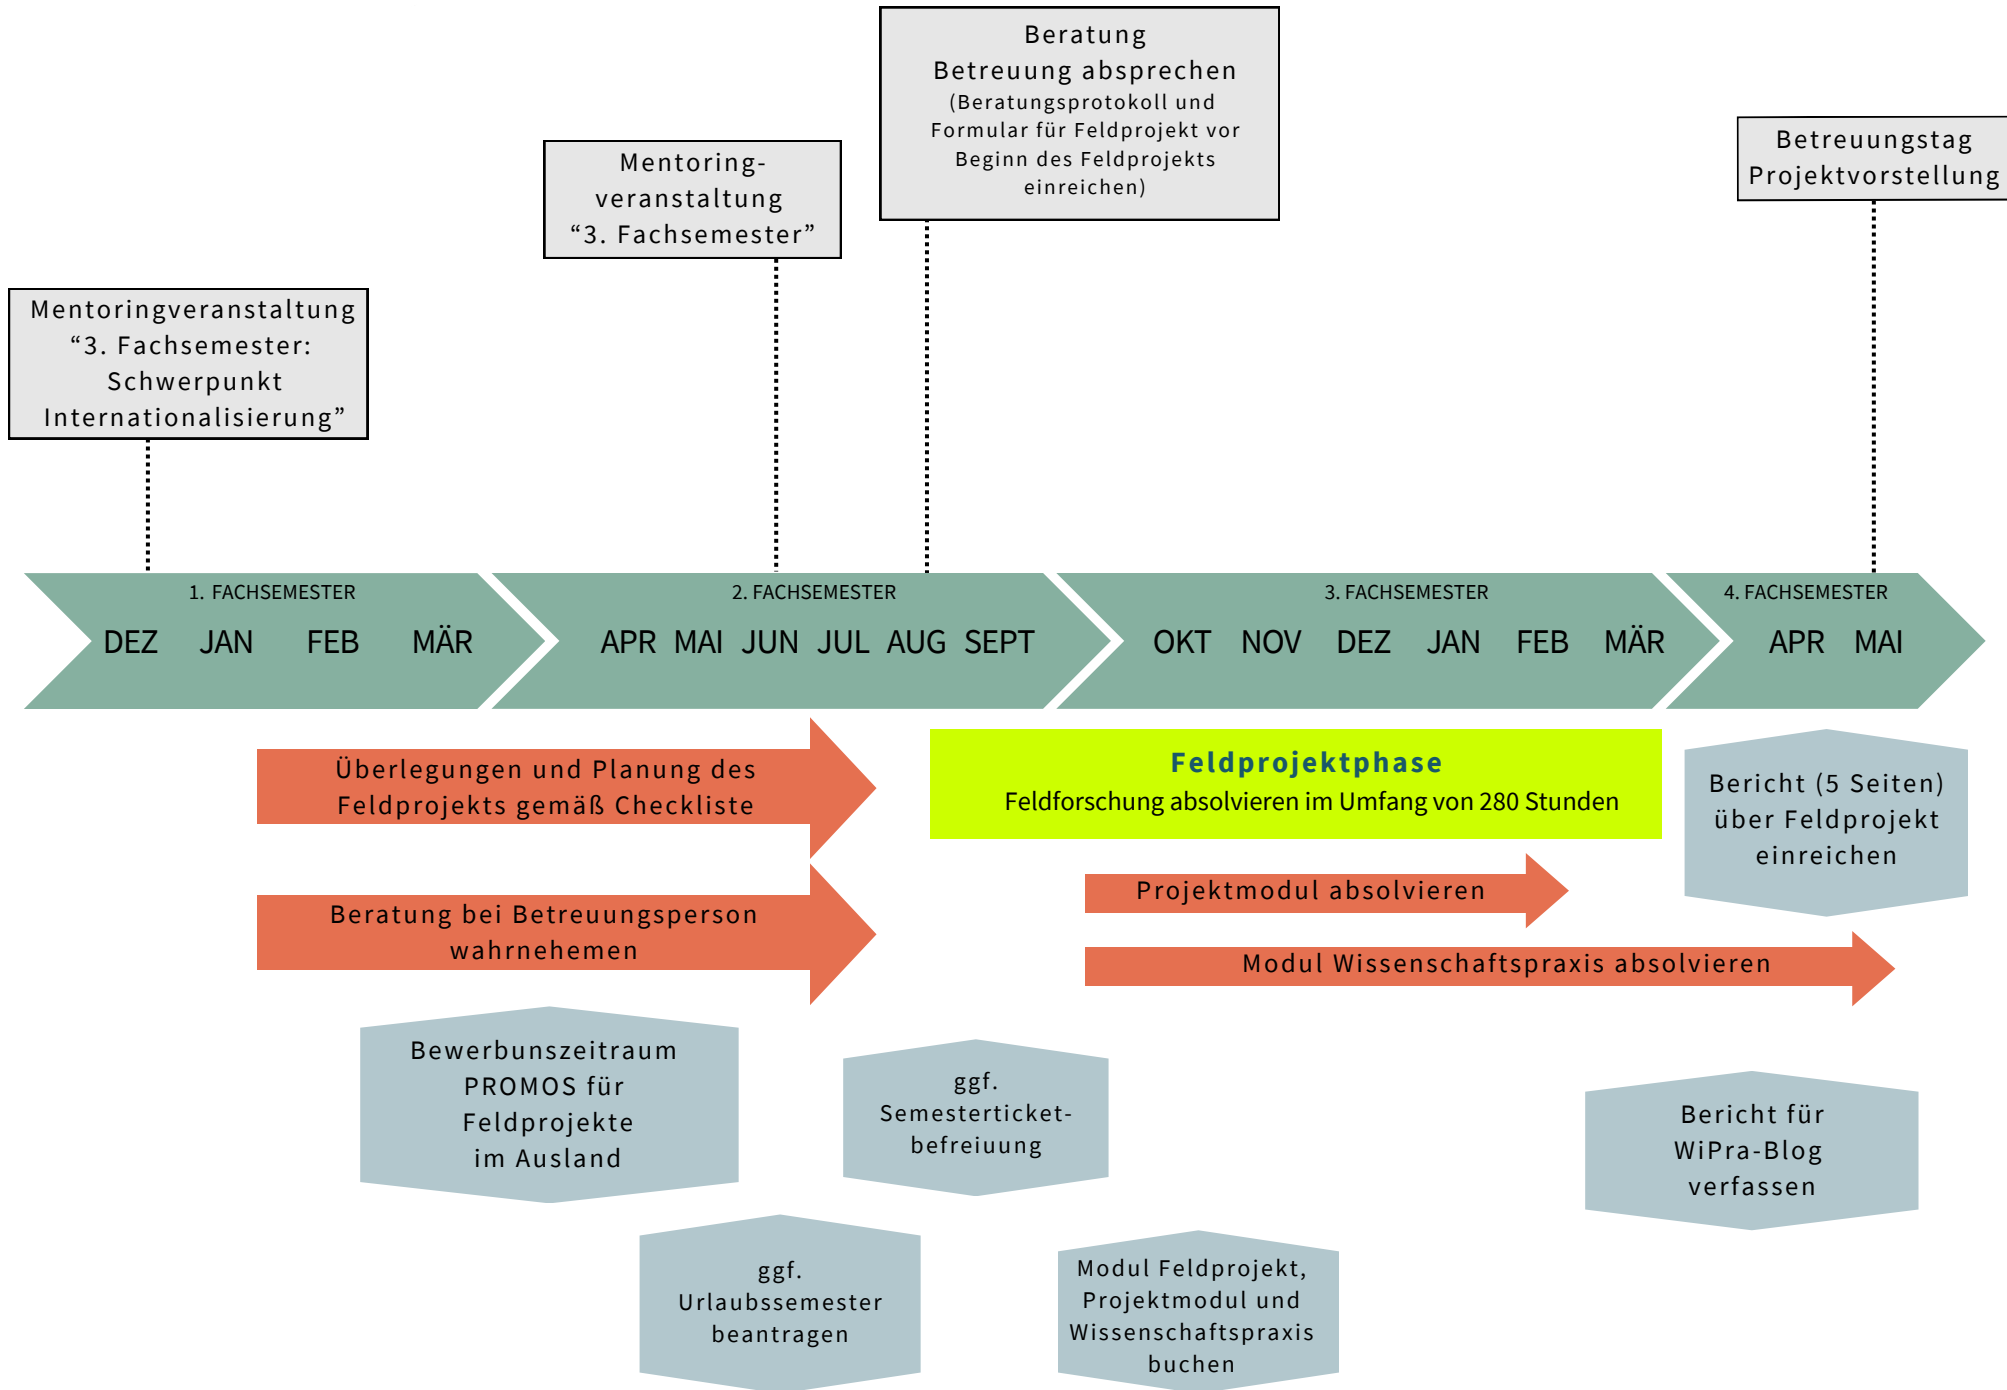 Beratung
Betreuung absprechen
(Beratungsprotokoll und
Formular für Feldprojekt vor
Beginn des Feldprojekts
einreichen)
Mentoring-
veranstaltung
“3. Fachsemester”
Betreuungstag
Projektvorstellung
Mentoringveranstaltung
“3. Fachsemester:
Schwerpunkt
Internationalisierung”
1. FACHSEMESTER
DEZ JAN FEB MÄR
2. FACHSEMESTER
APR MAI JUN JUL AUG SEPT
3. FACHSEMESTER
OKT NOV DEZ JAN FEB MÄR
4. FACHSEMESTER
APR MAI
Überlegungen und Planung des
Feldprojekts gemäß Checkliste
Feldprojektphase
Feldforschung absolvieren im Umfang von 280 Stunden
Bericht (5 Seiten)
über Feldprojekt
einreichen
Beratung bei Betreuungsperson
wahrnehemen
Projektmodul absolvieren
Modul Wissenschaftspraxis absolvieren
Bewerbunszeitraum
PROMOS für
Feldprojekte
im Ausland
ggf.
Semesterticket-
befreiuung
Bericht für
WiPra-Blog
verfassen
ggf.
Urlaubssemester
beantragen
Modul Feldprojekt,
Projektmodul und
Wissenschaftspraxis
buchen